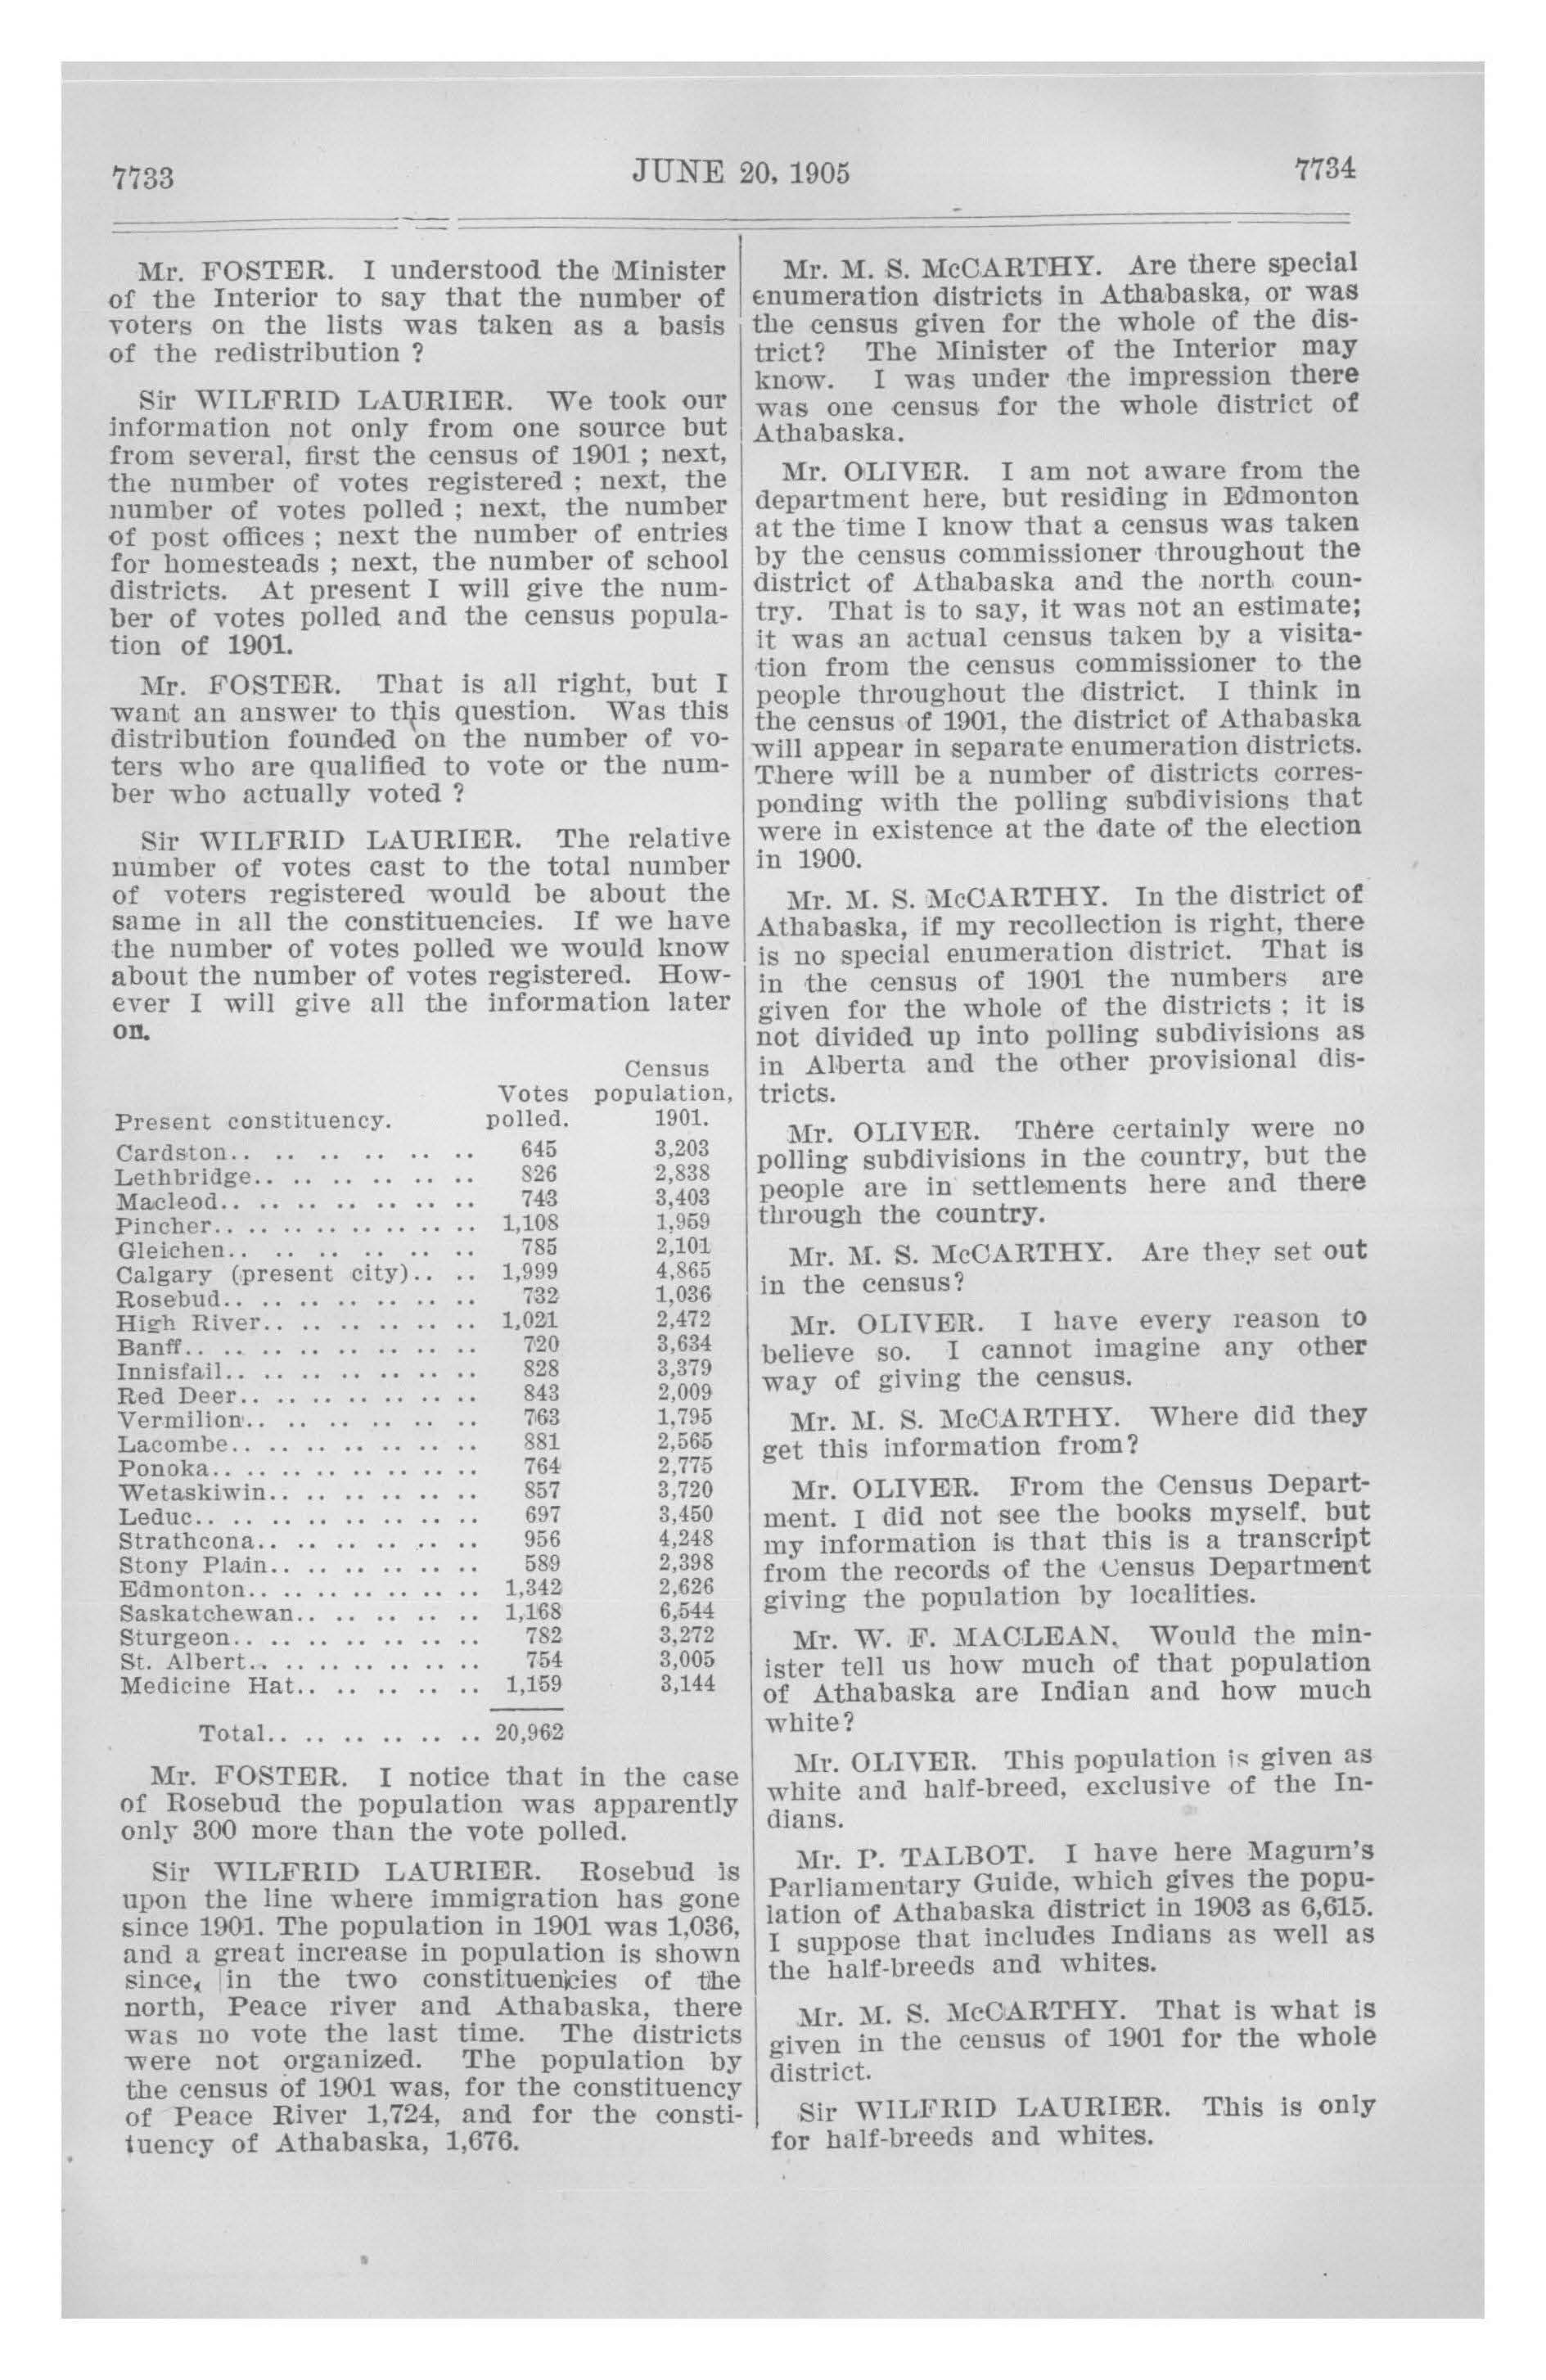 7733
JUNE 20, 1905
7734
Mr. FOSTER. I understood the Minister
of the Interior to say that the number of
voters on the lists was taken as a basis
of the redistribution ?
Sir WILFRID LAURIER. We took our
information not only from one source but
from several, first the census of 1901 ; next,
the number of votes registered ; next, the
number of votes polled ; next, the number
of post offices ; next the number of entries
for homesteads ; next, the number of school
districts. At present I will give the num-
ber of votes polled and the census popula-
tion of 1901.
Mr. FOSTER. That is all right, but I
want an answer to this question. Was this
distribution founded on the number of vo-
ters who are qualified to vote or the num-
ber who actually voted ?
Sir WILFRID LAURIER. The relative
number of votes cast to the total number
of voters registered would be about the
same in all the constituencies. If we have
the number of votes polled we would know
about the number of votes registered. How-
ever I will give all the information later
on.
Census
Votes population,
Present constituency. polled. 1901.
Cardston.. .. .. .. .. .. .. 645 3,203
Lethbridge.. .. .. .. .. .. .. 826 2,838
Macleod.. .. .. .. .. .. .. .. 743 3,403
Pincher.. .. .. .. .. .. .. .. 1,108 1,959
Gleichen.. .. .. .. .. .. .. 785 2,101
Calgary (present city).. .. .. 1,999 4,865
Rosebud.. .. .. .. .. .. .. .. 732 1,036
High River.. .. .. .. .. .. .. 1,021 2,472
Banff.. .. .. .. .. .. .. .. .. 720 3,634
Innisfail.. .. .. .. .. .. .. .. 828 3,379
Red Deer.. .. .. .. .. .. .. .. 843 2,009
Vermilion.. .. .. .. .. .. .. 763 1,795
Lacombe.. .. .. .. .. .. .. .. 881 2,565
Ponoka.. .. .. .. .. .. .. .. 764 2,775
Wetaskiwin.. .. .. .. .. .. .. 857 3,720
Leduc.. .. .. .. .. .. .. .. .. 697 3,450
Strathcona.. .. .. .. .. .. .. 956 4,248
Stony Plain.. .. .. .. .. .. .. 589 2,398
Edmonton.. .. .. .. .. .. .. .. 1,342 2,626
Saskatchewan.. .. .. .. .. .. 1,168 6,544
Sturgeon.. .. .. .. .. .. .. .. 782 3,272
St. Albert.. .. .. .. .. .. .. .. 754 3,005
Medicine Hat.. .. .. .. .. .. 1,159 3,144
Total.. .. .. .. .. .. .. 20,962
Mr. FOSTER. I notice that in the case
of Rosebud the population was apparently
only 300 more than the vote polled.
Sir WILFRID LAURIER. Rosebud is
upon the line where immigration has gone
since 1901. The population in 1901 was 1,036,
and a great increase in population is shown
since, in the two constituencies of the
north, Peace river and Athabaska, there
was no vote the last time. The districts
were not organized. The population by
the census of 1901 was, for the constituency
of Peace River 1,724, and for the consti-
tuency of Athabaska, 1,676.
Mr. M. S. McCARTHY. Are there special
enumeration districts in Athabaska, or was
the census given for the whole of the dis-
trict? The Minister of the Interior may
know. I was under the impression there
was one census for the whole district of
Athabaska.
Mr. OLIVER. I am not aware from the
department here, but residing in Edmonton
at the time I know that a census was taken
by the census commissioner throughout the
district of Athabaska and the north coun-
try. That is to say, it was not an estimate;
it was an actual census taken by a visita-
tion from the census commissioner to the
people throughout the district. I think in
the census of 1901, the district of Athabaska
will appear in separate enumeration districts.
There will be a number of districts corres-
ponding with the polling subdivisions that
were in existence at the date of the election
in 1900.
Mr. M. S. McCARTHY. In the district of
Athabaska, if my recollection is right, there
is no special enumeration district. That is
in the census of 1901 the numbers are
given for the whole of the districts ; it is
not divided up into polling subdivisions as
in Alberta and the other provisional dis-
tricts.
Mr. OLIVER. There certainly were no
polling subdivisions in the country, but the
people are in settlements here and there
through the country.
Mr. M. S. McCARTHY. Are they set out
in the census?
Mr. OLIVER. I have every reason to
believe so. I cannot imagine any other
way of giving the census.
Mr. M. S. McCARTHY. Where did they
get this information from?
Mr. OLIVER. From the Census Depart-
ment. I did not see the books myself, but
my information is that this is a transcript
from the records of the Census Department
giving the population by localities.
Mr. W. F. MACLEAN. Would the min-
ister tell us how much of that population
of Athabaska are Indian and how much
white?
Mr. OLIVER. This population is given as
white and half-breed, exclusive of the In-
dians.
Mr. P. TALBOT. I have here Magurn's
Parliamentary Guide, which gives the popu-
lation of Athabaska district in 1903 as 6,615.
I suppose that includes Indians as well as
the half-breeds and whites.
Mr. M. S. McCARTHY. That is what is
given in the census of 1901 for the whole
district.
Sir WILFRID LAURIER. This is only
for half-breeds and whites.